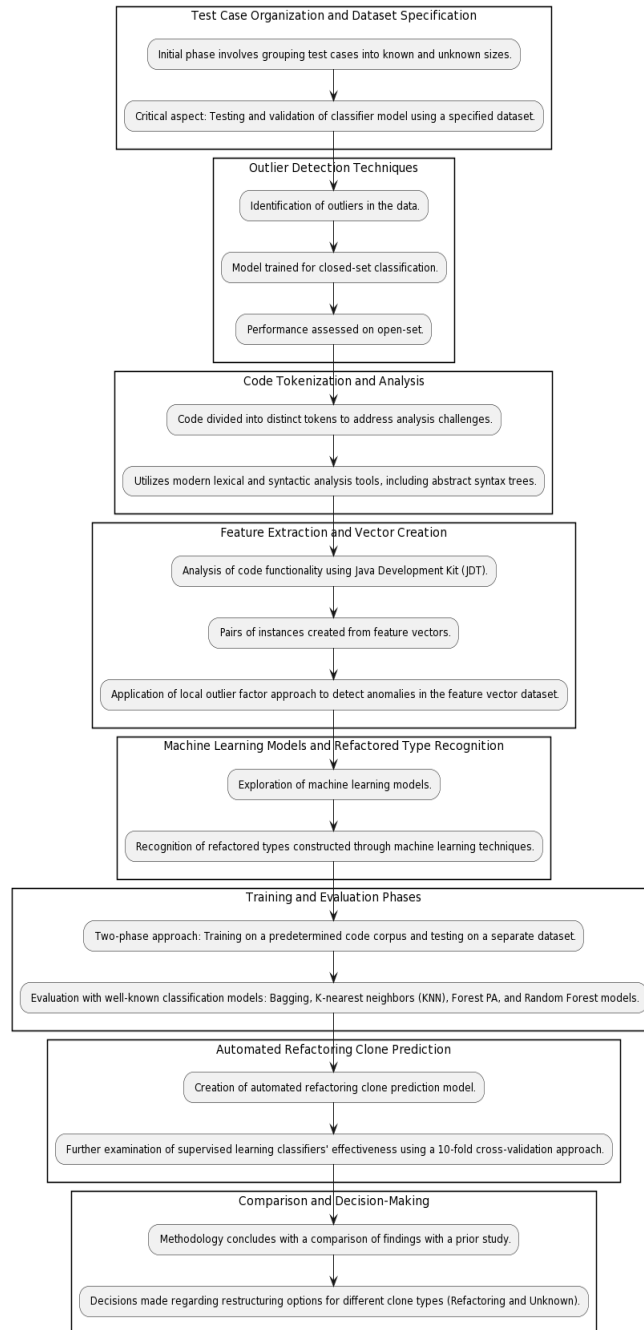 Test Case Organization and Dataset Specification
Initial phase involves grouping test cases into known and unknown sizes.
Critical aspect: Testing and validation of classifier model using a specified dataset.
Outlier Detection Techniques
Identification of outliers in the data.
Model trained for closed-set classification.
Performance assessed on open-set.
Code Tokenization and Analysis
Code divided into distinct tokens to address analysis challenges.
Utilizes modern lexical and syntactic analysis tools, including abstract syntax trees.
Feature Extraction and Vector Creation
Analysis of code functionality using Java Development Kit (JDT).
Pairs of instances created from feature vectors.
Application of local outlier factor approach to detect anomalies in the feature vector dataset.
Machine Learning Models and Refactored Type Recognition
Exploration of machine learning models.
Recognition of refactored types constructed through machine learning techniques.
Training and Evaluation Phases
Two-phase approach: Training on a predetermined code corpus and testing on a separate dataset.
Evaluation with well-known classification models: Bagging, K-nearest neighbors (KNN), Forest PA, and Random Forest models.
Automated Refactoring Clone Prediction
Creation of automated refactoring clone prediction model.
Further examination of supervised learning classifiers' effectiveness using a 10-fold cross-validation approach.
Comparison and Decision-Making
Methodology concludes with a comparison of findings with a prior study.
Decisions made regarding restructuring options for different clone types (Refactoring and Unknown).